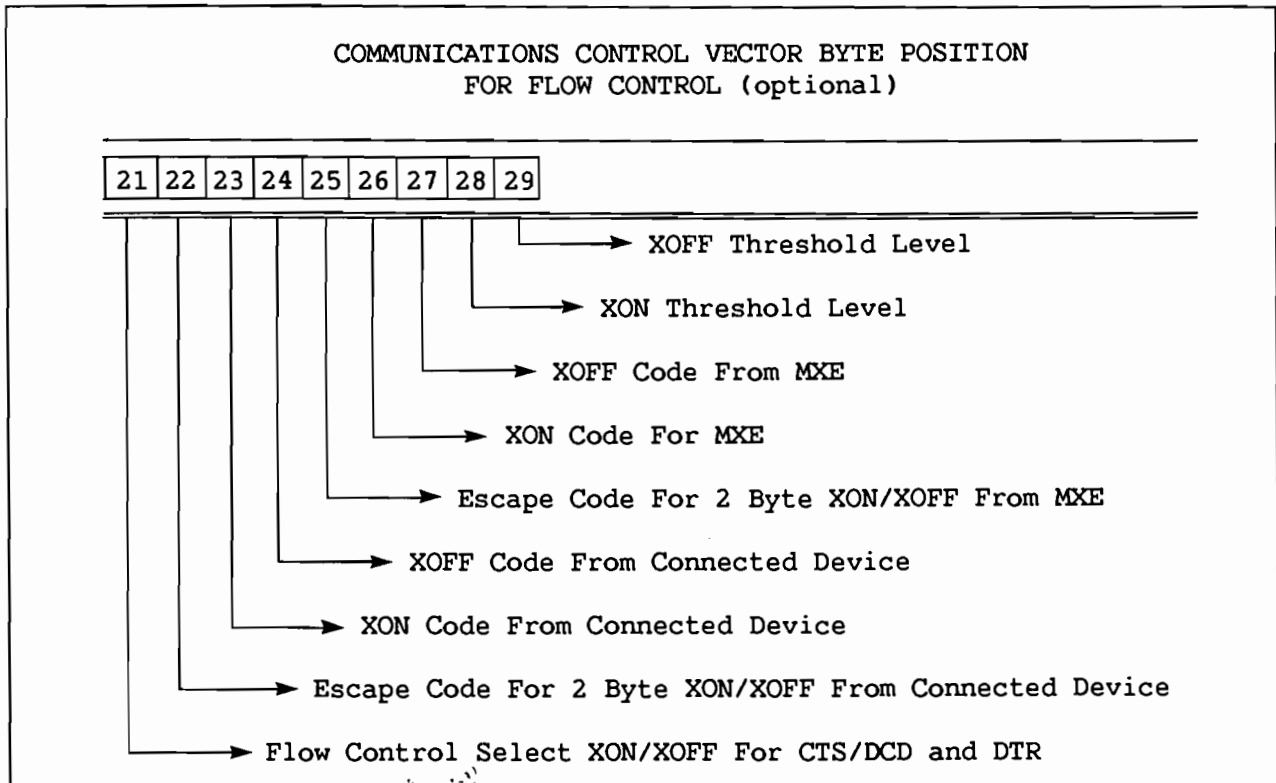 COMMUNICATIONS CONTROL VECTOR BYTE POSITION
FOR FLOW CONTROL (optional)
21 22 23 24 25 26 27 28 29
XOFF Threshold Level
XON Threshold Level
XOFF Code From MXE
XON Code For MXE
Escape Code For 2 Byte XON/XOFF From MXE
XOFF Code From Connected Device
XON Code From Connected Device
Escape Code For 2 Byte XON/XOFF From Connected Device
Flow Control Select XON/XOFF For CTS/DCD and DTR